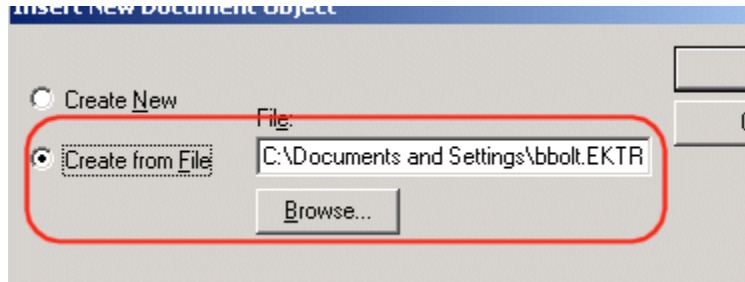 Insert New Document Object
Create New
File:
Create from File
C:\Documents and Settings\bbolt.EKTR
Browse...